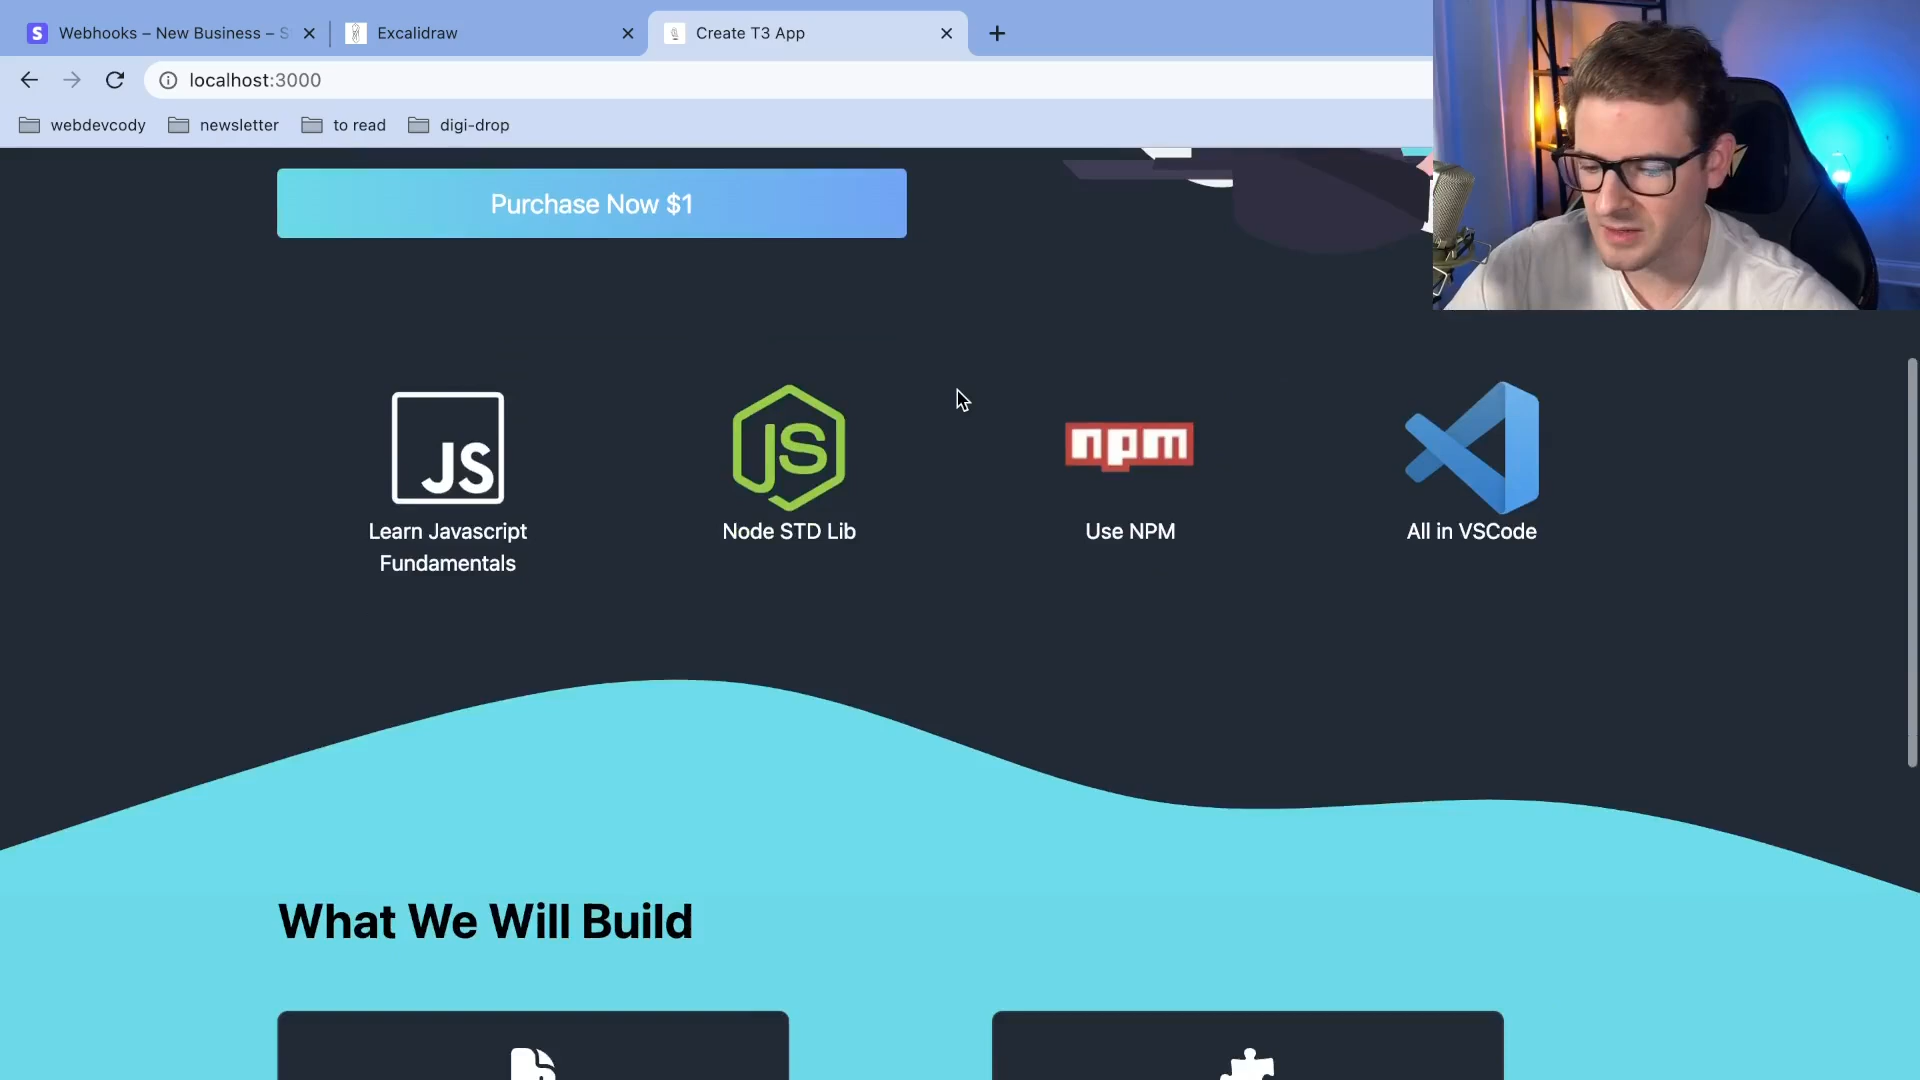 Webhooks – New Business – S
Excalidraw
Create T3 App
localhost:3000
webdevcody
newsletter
to read
digi-drop
Purchase Now $1
JS
JS
npm
Learn Javascript
Fundamentals
Node STD Lib
Use NPM
All in VSCode
What We Will Build